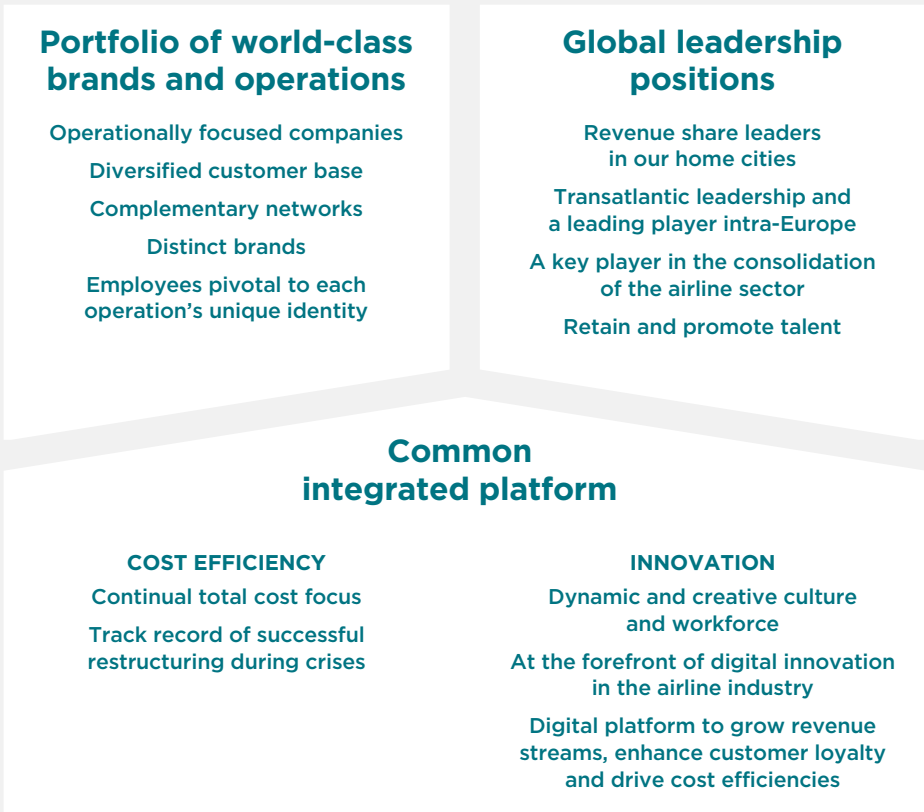 Portfolio of world-class
brands and operations
Operationally focused companies
Diversified customer base
Complementary networks
Distinct brands
Employees pivotal to each
operation's unique identity
Global leadership
positions
Revenue share leaders
in our home cities
Transatlantic leadership and
a leading player intra-Europe
A key player in the consolidation
of the airline sector
Retain and promote talent
Common
integrated platform
COST EFFICIENCY
Continual total cost focus
Track record of successful
restructuring during crises
INNOVATION
Dynamic and creative culture
and workforce
At the forefront of digital innovation
in the airline industry
Digital platform to grow revenue
streams, enhance customer loyalty
and drive cost efficiencies